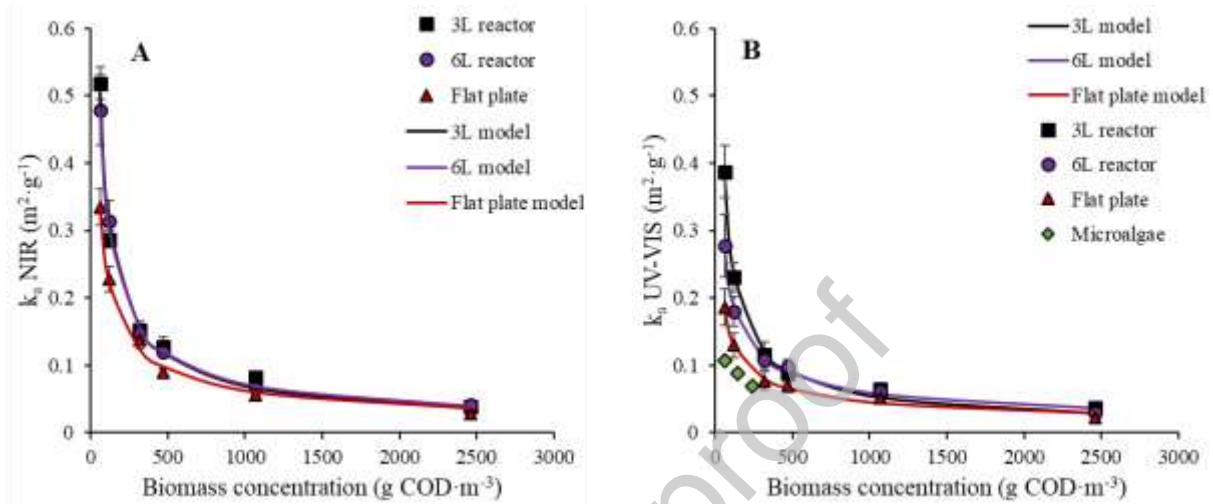 A
0.6
0.5
0.4
0.3
0.2
0.1
0
kₐ NIR (m²·g⁻¹)
3L reactor
6L reactor
Flat plate
3L model
6L model
Flat plate model
0 500 1000 1500 2000 2500 3000
Biomass concentration (g COD·m⁻³)
B
0.6
0.5
0.4
0.3
0.2
0.1
0
kₐ UV-VIS (m²·g⁻¹)
3L model
6L model
Flat plate model
3L reactor
6L reactor
Flat plate
Microalgae
0 500 1000 1500 2000 2500 3000
Biomass concentration (g COD·m⁻³)
proof